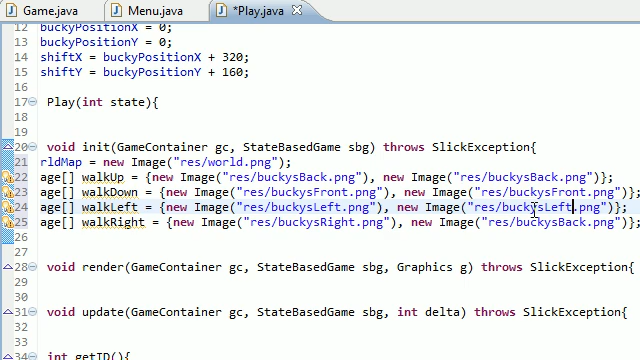 Game.java Menu.java *Play.java
12 buckyPositionX = 0;
13 buckyPositionY = 0;
14 shiftX = buckyPositionX + 320;
15 shiftY = buckyPositionY + 160;
16
17 Play(int state){
18
19
20 void init(GameContainer gc, StateBasedGame sbg) throws SlickException{
21 rldMap = new Image("res/world.png");
22 age[] walkUp = {new Image("res/buckysBack.png"), new Image("res/buckysBack.png")};
23 age[] walkDown = {new Image("res/buckysFront.png"), new Image("res/buckysFront.png")};
24 age[] walkLeft = {new Image("res/buckysLeft.png"), new Image("res/buckysLeft.png")};
25 age[] walkRight = {new Image("res/buckysRight.png"), new Image("res/buckysBack.png")};
26
27
28 void render(GameContainer gc, StateBasedGame sbg, Graphics g) throws SlickException{
29
30
31 void update(GameContainer gc, StateBasedGame sbg, int delta) throws SlickException{
32
33
34 int getID(){